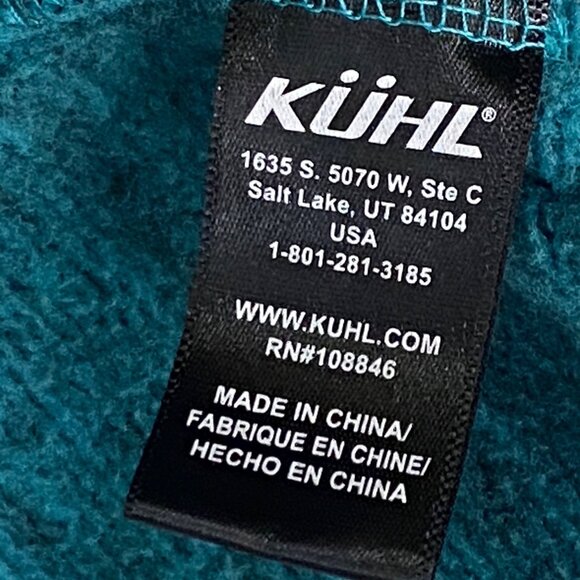 KÜHL®
1635 S. 5070 W, Ste C
Salt Lake, UT 84104
USA
1-801-281-3185
WWW.KUHL.COM
RN#108846
MADE IN CHINA/
FABRIQUE EN CHINE/
HECHO EN CHINA